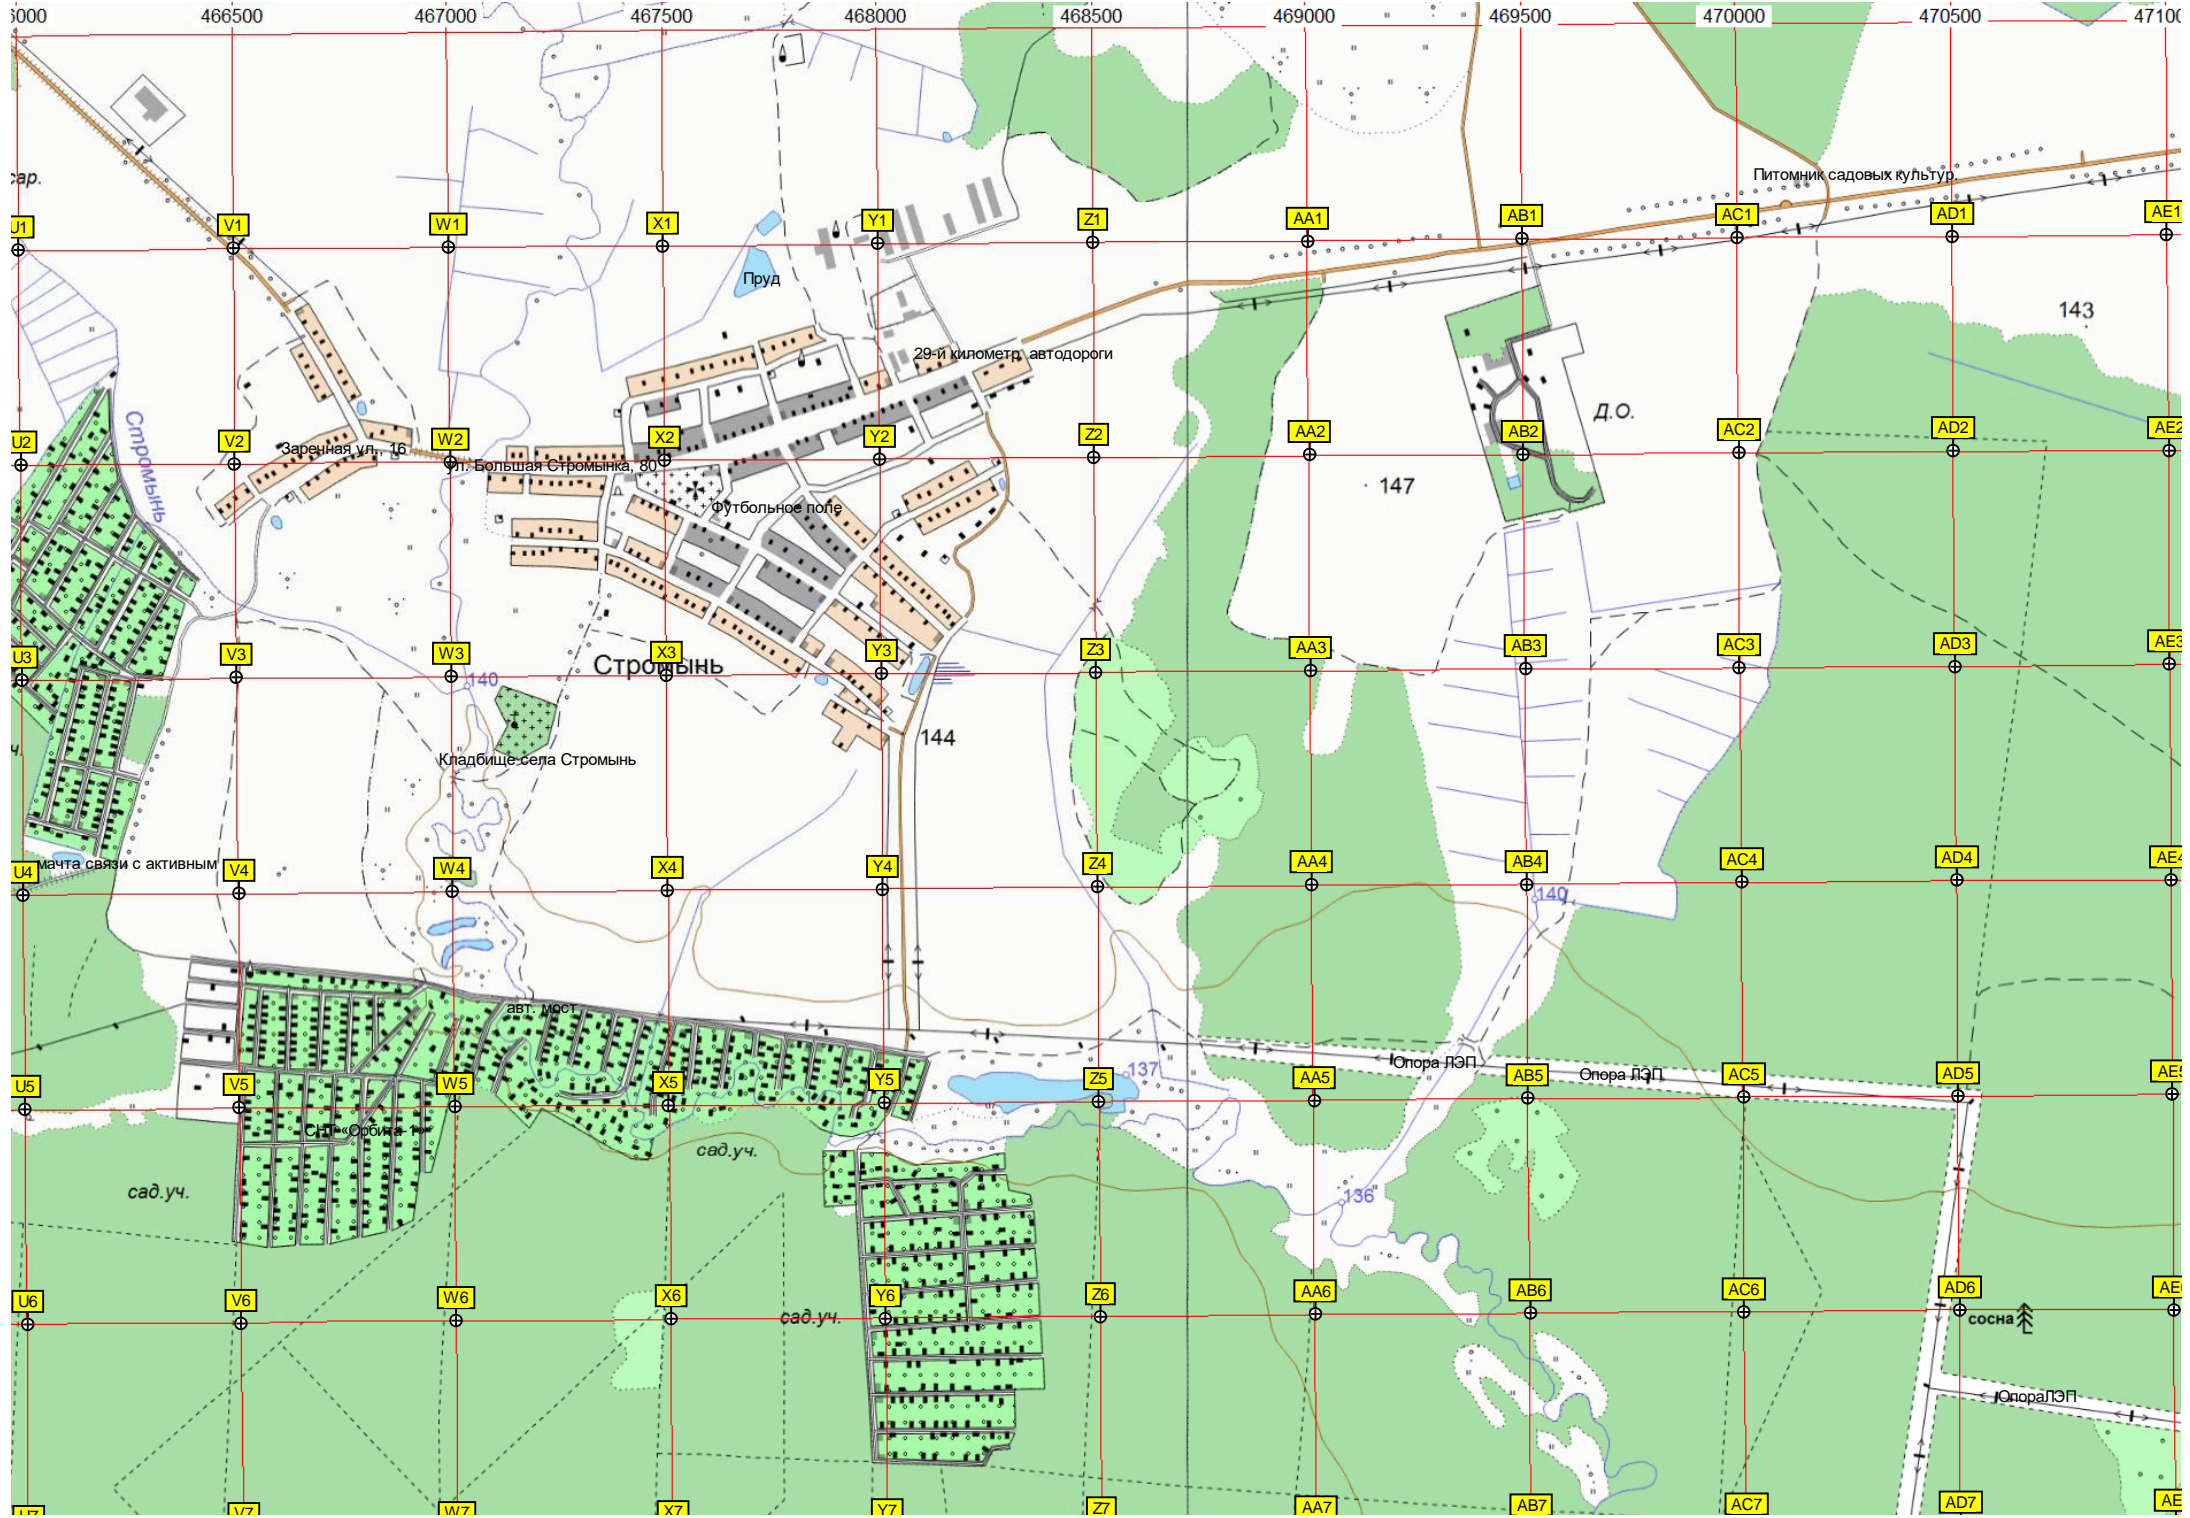 466500 467000 467500 468000 468500 469000 469500 470000 470500
Питомник садовых культур.
U1 V1 W1 X1 Y1 Z1 AA1 AB1 AC1 AD1 AE1
Пруд
143
29-й километр автодороги
Д.О.
Стромынь
U2 V2 W2 X2 Y2 Z2 AA2 AB2 AC2 AD2 AE2
Заречная ул., 16
ул. Большая Стромынка, 80
147
Футбольное поле
U3 V3 W3 X3 Y3 Z3 AA3 AB3 AC3 AD3 AE3
Стромынь
140
144
Кладбище села Стромынь
мачта связи с активным
U4 V4 W4 X4 Y4 Z4 AA4 AB4 AC4 AD4 AE4
140
авт. мост
Опора ЛЭП
Опора ЛЭП
137
U5 V5 W5 X5 Y5 Z5 AA5 AB5 AC5 AD5 AE5
СНТ «Орбита-1»
сад.уч.
сад.уч.
136
U6 V6 W6 X6 Y6 Z6 AA6 AB6 AC6 AD6
сад.уч.
сосна
ОпораЛЭП
U7 V7 W7 X7 Y7 Z7 AA7 AB7 AC7 AD7